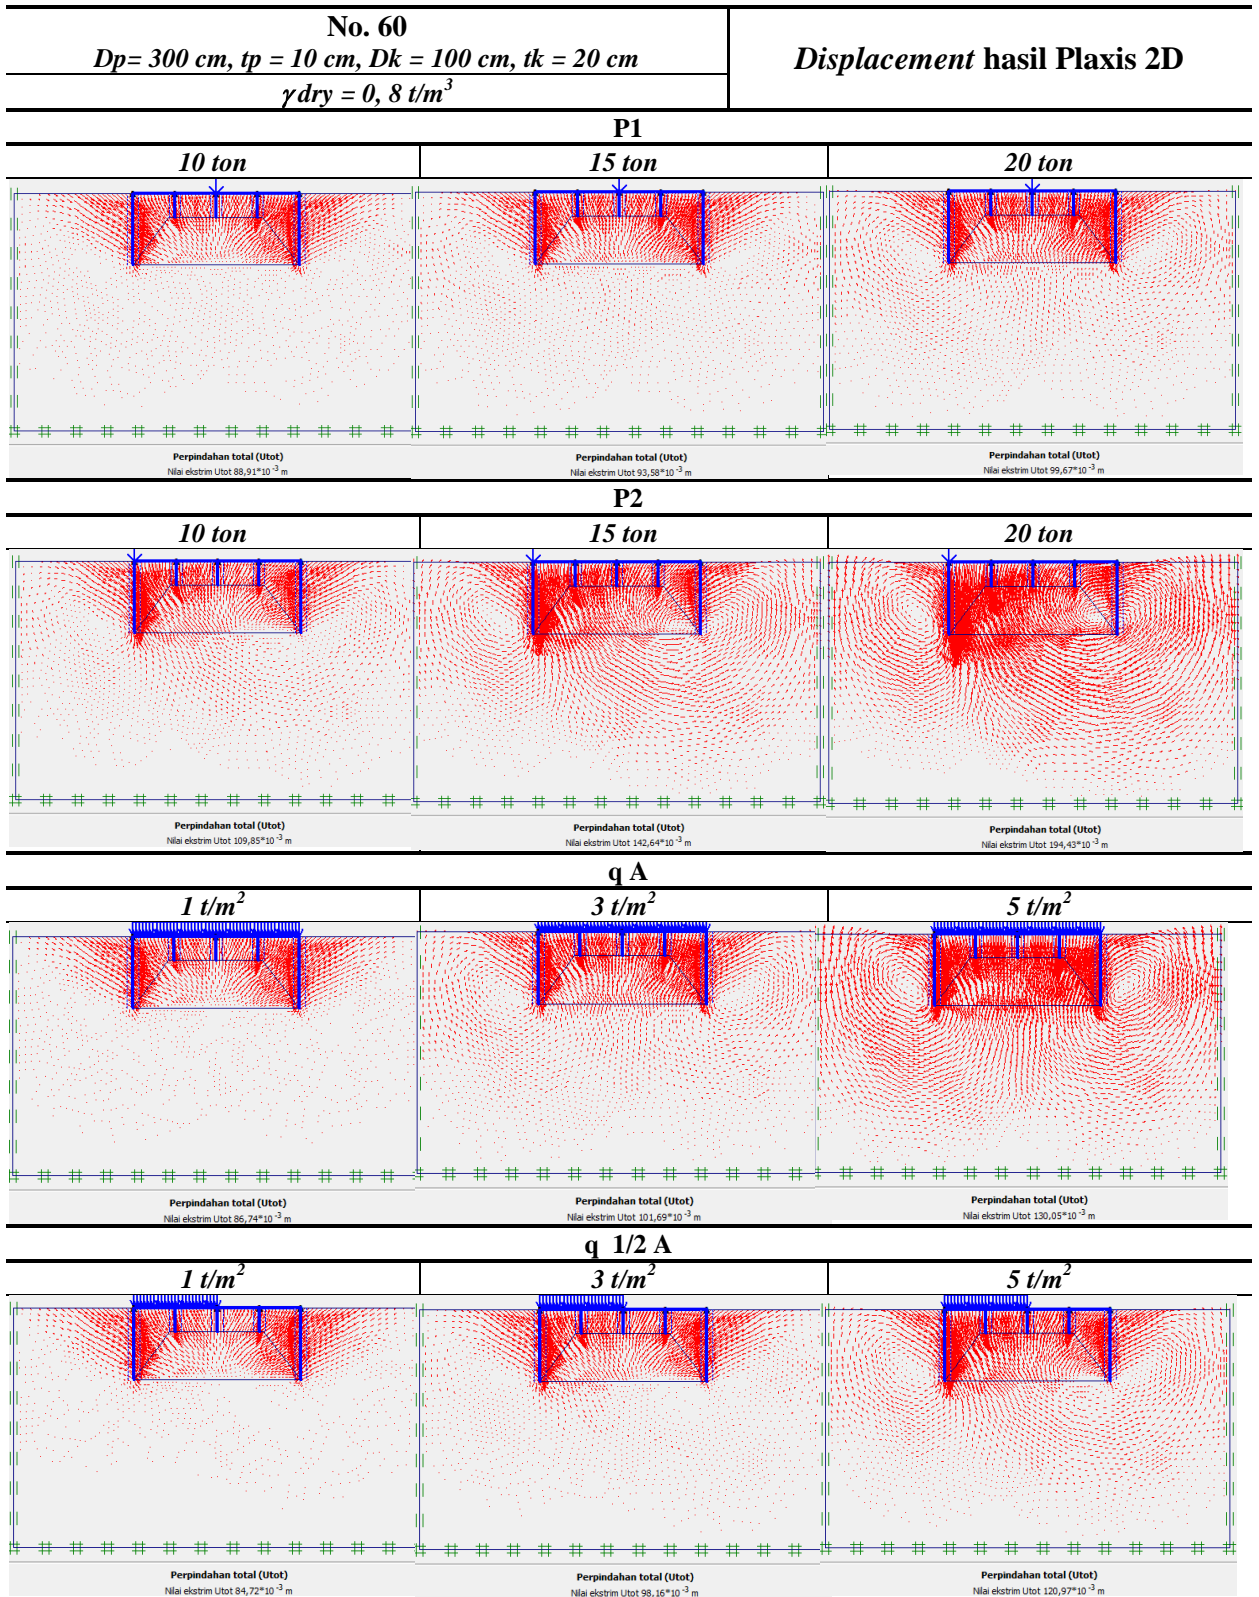 No. 60
Dp= 300 cm, tp = 10 cm, Dk = 100 cm, tk = 20 cm
γ dry = 0, 8 t/m³
Displacement hasil Plaxis 2D
P1
10 ton
15 ton
20 ton
Perpindahan total (Utot)
Nilai ekstrim Utot 88,91*10⁻³ m
Perpindahan total (Utot)
Nilai ekstrim Utot 93,58*10⁻³ m
Perpindahan total (Utot)
Nilai ekstrim Utot 99,67*10⁻³ m
P2
10 ton
15 ton
20 ton
Perpindahan total (Utot)
Nilai ekstrim Utot 109,85*10⁻³ m
Perpindahan total (Utot)
Nilai ekstrim Utot 142,64*10⁻³ m
Perpindahan total (Utot)
Nilai ekstrim Utot 194,43*10⁻³ m
q A
1 t/m²
3 t/m²
5 t/m²
Perpindahan total (Utot)
Nilai ekstrim Utot 86,74*10⁻³ m
Perpindahan total (Utot)
Nilai ekstrim Utot 101,69*10⁻³ m
Perpindahan total (Utot)
Nilai ekstrim Utot 130,05*10⁻³ m
q 1/2 A
1 t/m²
3 t/m²
5 t/m²
Perpindahan total (Utot)
Nilai ekstrim Utot 84,72*10⁻³ m
Perpindahan total (Utot)
Nilai ekstrim Utot 98,16*10⁻³ m
Perpindahan total (Utot)
Nilai ekstrim Utot 120,97*10⁻³ m